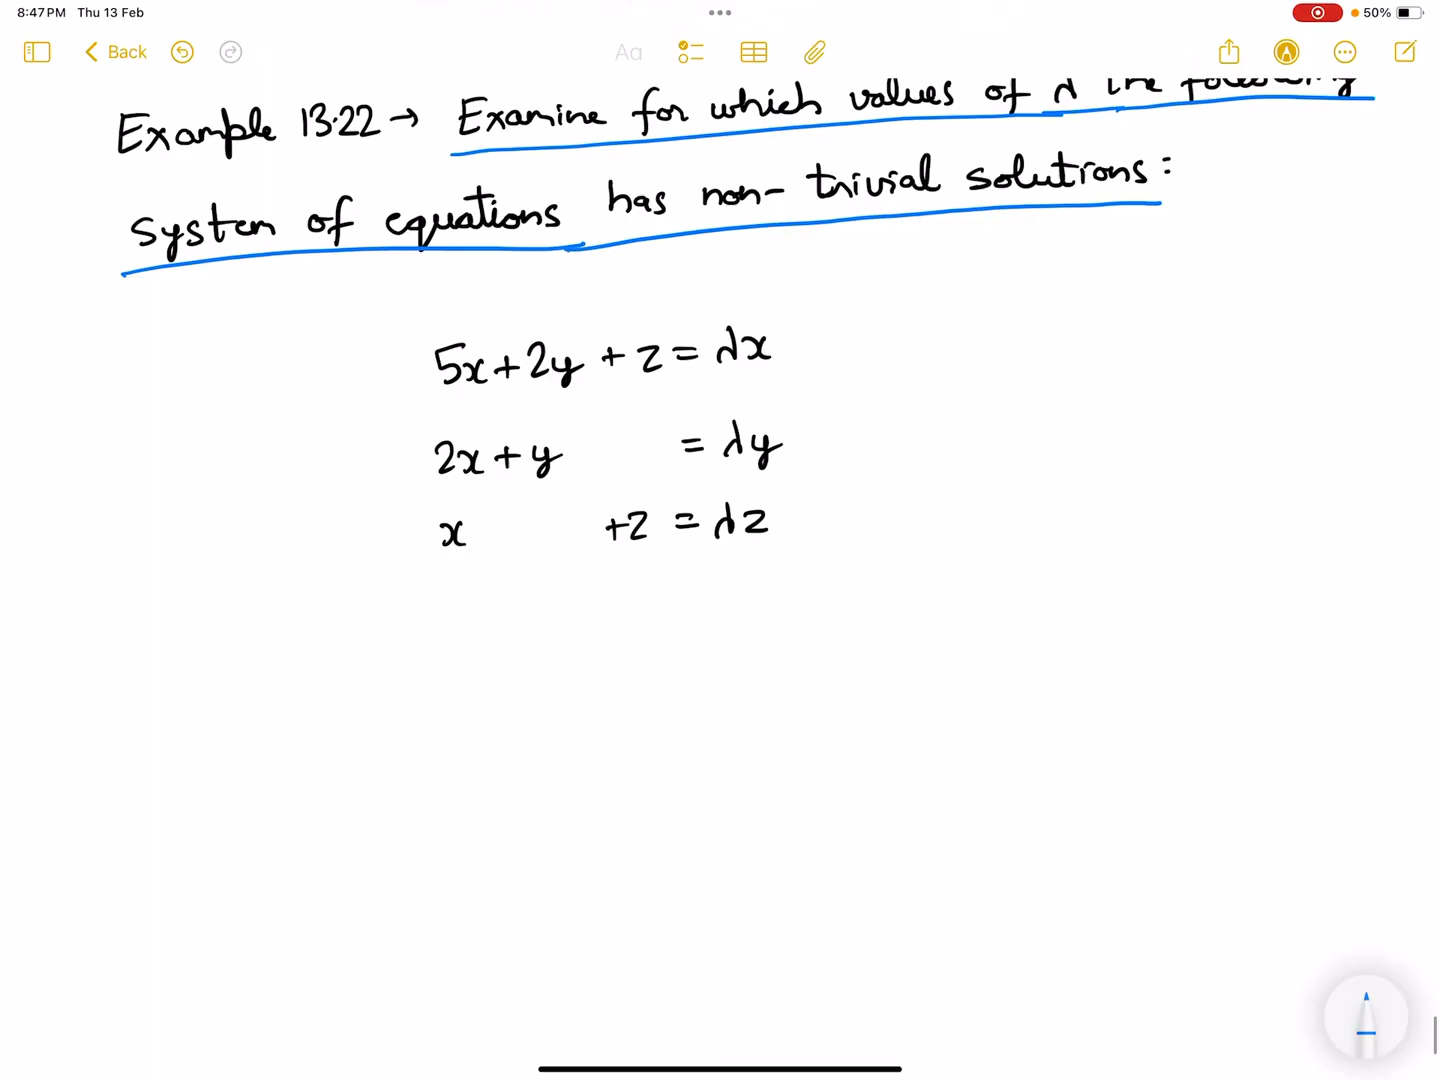 8:47 PM Thu 13 Feb
50%
Back
Aa
Example 13.22 → Examine for which values of λ the following
system of equations has non-trivial solutions:
5x+2y+z=λx
2x+y =λy
x +z =λz